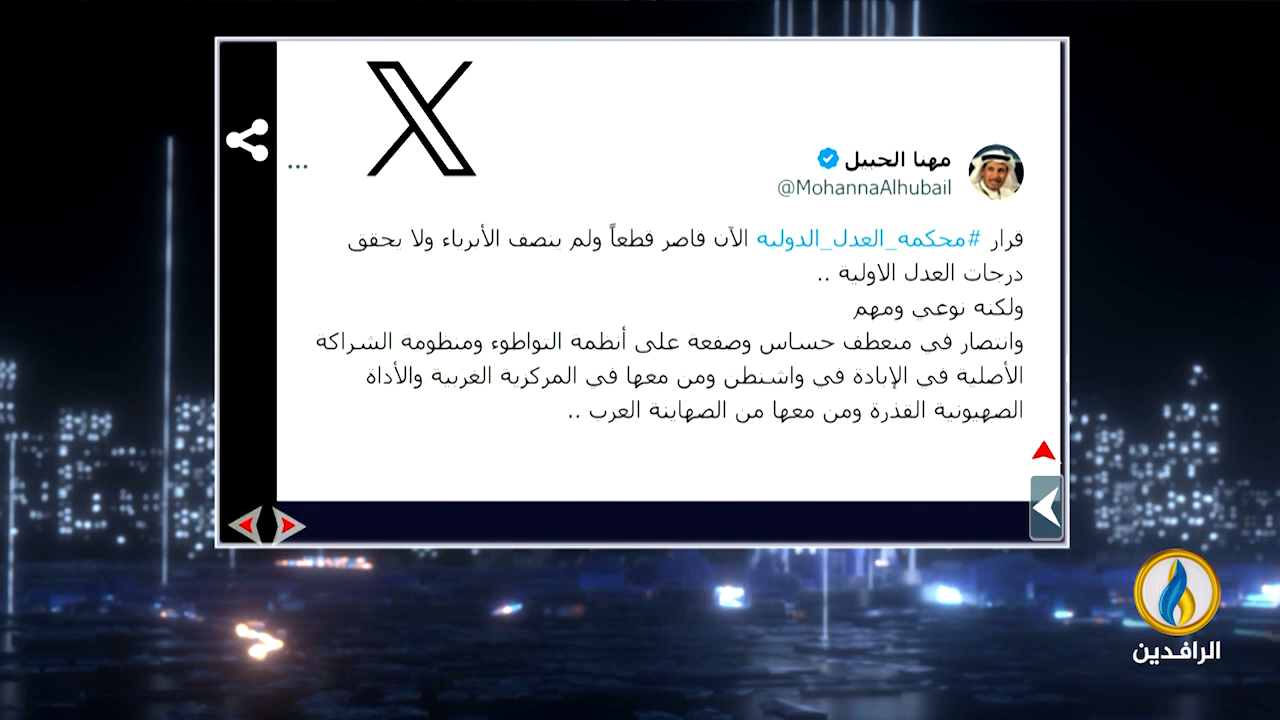 مهنا الحبيل
@MohannaAlhubail
قرار #محكمة_العدل_الدولية الآن قاصر قطعاً ولم ينصف الأبرياء ولا يحقق
درجات العدل الاولية ..
ولكنه نوعي ومهم
وانتصار في منعطف حساس وصفعة على أنظمة التواطوء ومنظومة الشراكة
الأصلية في الإبادة في واشنطن ومن معها في المركزية الغربية والأداة
الصهيونية القذرة ومن معها من الصهاينة العرب ..
الرافدين